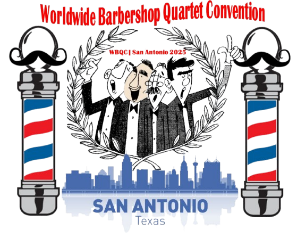 Worldwide Barbershop Quartet Convention
WBQC| San Antonio 2025
SAN ANTONIO
Texas